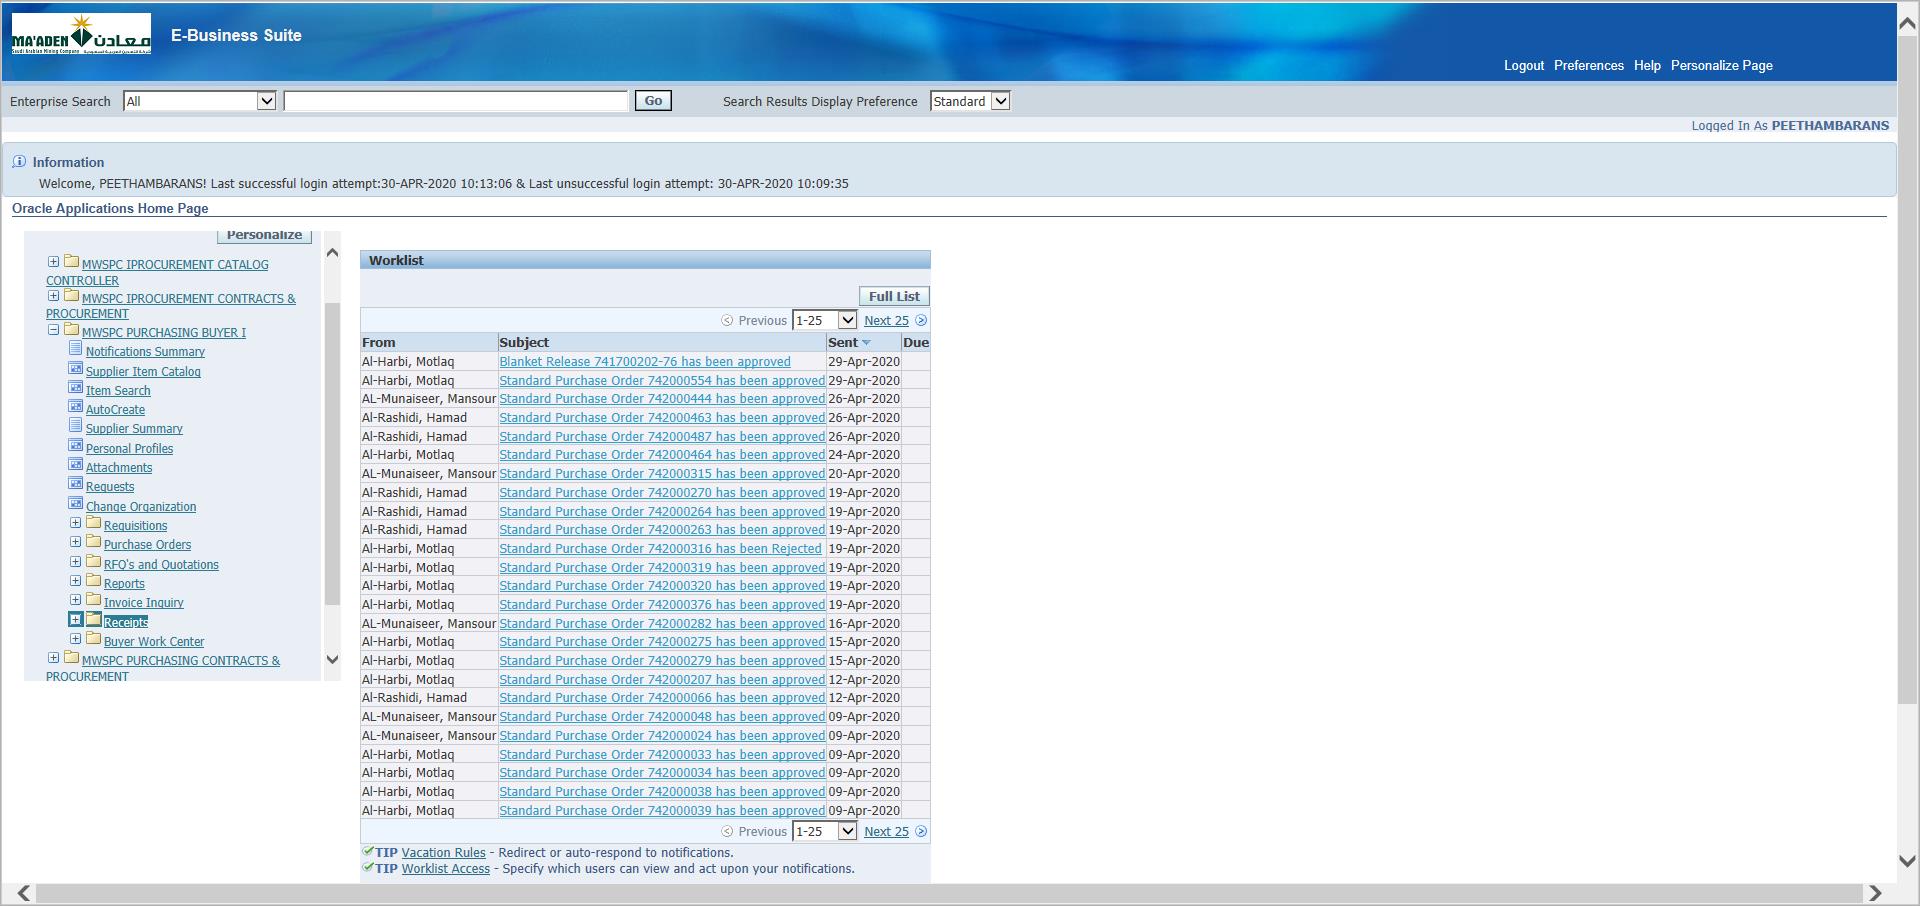 MA'ADEN معادن
Saudi Arabian Mining Company
E-Business Suite
Logout Preferences Help Personalize Page
Enterprise Search All Go Search Results Display Preference Standard
Logged In As PEETHAMBARANS
Information
Welcome, PEETHAMBARANS! Last successful login attempt:30-APR-2020 10:13:06 & Last unsuccessful login attempt: 30-APR-2020 10:09:35
Oracle Applications Home Page
Personalize
MWSPC IPROCUREMENT CATALOG
CONTROLLER
MWSPC IPROCUREMENT CONTRACTS &
PROCUREMENT
MWSPC PURCHASING BUYER I
Notifications Summary
Supplier Item Catalog
Item Search
AutoCreate
Supplier Summary
Personal Profiles
Attachments
Requests
Change Organization
Requisitions
Purchase Orders
RFQ's and Quotations
Reports
Invoice Inquiry
Receipts
Buyer Work Center
MWSPC PURCHASING CONTRACTS &
PROCUREMENT
Worklist
Full List
Previous 1-25 Next 25
From Subject Sent Due
Al-Harbi, Motlaq Blanket Release 741700202-76 has been approved 29-Apr-2020
Al-Harbi, Motlaq Standard Purchase Order 742000554 has been approved 29-Apr-2020
AL-Munaiseer, Mansour Standard Purchase Order 742000444 has been approved 26-Apr-2020
Al-Rashidi, Hamad Standard Purchase Order 742000463 has been approved 26-Apr-2020
Al-Rashidi, Hamad Standard Purchase Order 742000487 has been approved 26-Apr-2020
Al-Harbi, Motlaq Standard Purchase Order 742000464 has been approved 24-Apr-2020
AL-Munaiseer, Mansour Standard Purchase Order 742000315 has been approved 20-Apr-2020
Al-Rashidi, Hamad Standard Purchase Order 742000270 has been approved 19-Apr-2020
Al-Rashidi, Hamad Standard Purchase Order 742000264 has been approved 19-Apr-2020
Al-Rashidi, Hamad Standard Purchase Order 742000263 has been approved 19-Apr-2020
Al-Harbi, Motlaq Standard Purchase Order 742000316 has been Rejected 19-Apr-2020
Al-Harbi, Motlaq Standard Purchase Order 742000319 has been approved 19-Apr-2020
Al-Harbi, Motlaq Standard Purchase Order 742000320 has been approved 19-Apr-2020
Al-Harbi, Motlaq Standard Purchase Order 742000376 has been approved 19-Apr-2020
AL-Munaiseer, Mansour Standard Purchase Order 742000282 has been approved 16-Apr-2020
Al-Harbi, Motlaq Standard Purchase Order 742000275 has been approved 15-Apr-2020
Al-Harbi, Motlaq Standard Purchase Order 742000279 has been approved 15-Apr-2020
Al-Harbi, Motlaq Standard Purchase Order 742000207 has been approved 12-Apr-2020
Al-Rashidi, Hamad Standard Purchase Order 742000066 has been approved 12-Apr-2020
AL-Munaiseer, Mansour Standard Purchase Order 742000048 has been approved 09-Apr-2020
AL-Munaiseer, Mansour Standard Purchase Order 742000024 has been approved 09-Apr-2020
Al-Harbi, Motlaq Standard Purchase Order 742000033 has been approved 09-Apr-2020
Al-Harbi, Motlaq Standard Purchase Order 742000034 has been approved 09-Apr-2020
Al-Harbi, Motlaq Standard Purchase Order 742000038 has been approved 09-Apr-2020
Al-Harbi, Motlaq Standard Purchase Order 742000039 has been approved 09-Apr-2020
Previous 1-25 Next 25
TIP Vacation Rules - Redirect or auto-respond to notifications.
TIP Worklist Access - Specify which users can view and act upon your notifications.